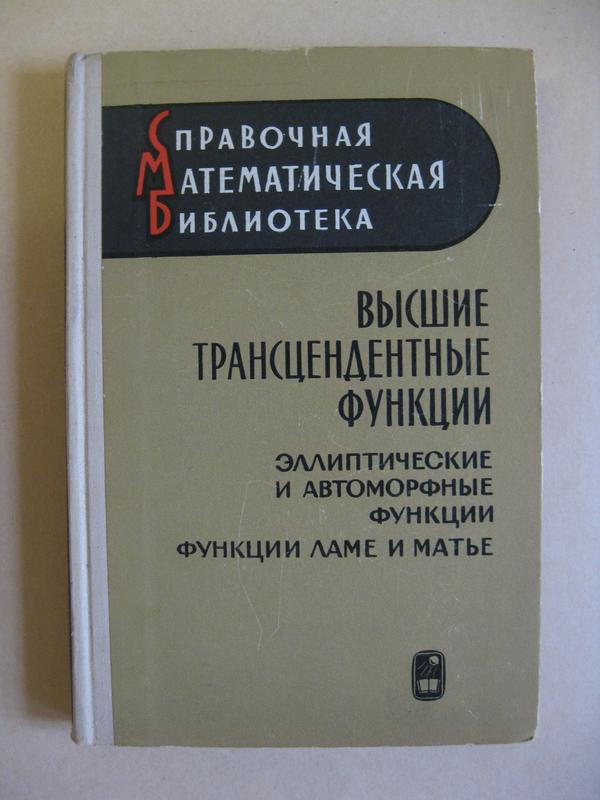 Справочная
Математическая
Библиотека
ВЫСШИЕ
ТРАНСЦЕНДЕНТНЫЕ
ФУНКЦИИ
ЭЛЛИПТИЧЕСКИЕ
И АВТОМОРФНЫЕ
ФУНКЦИИ
ФУНКЦИИ ЛАМЕ И МАТЬЕ